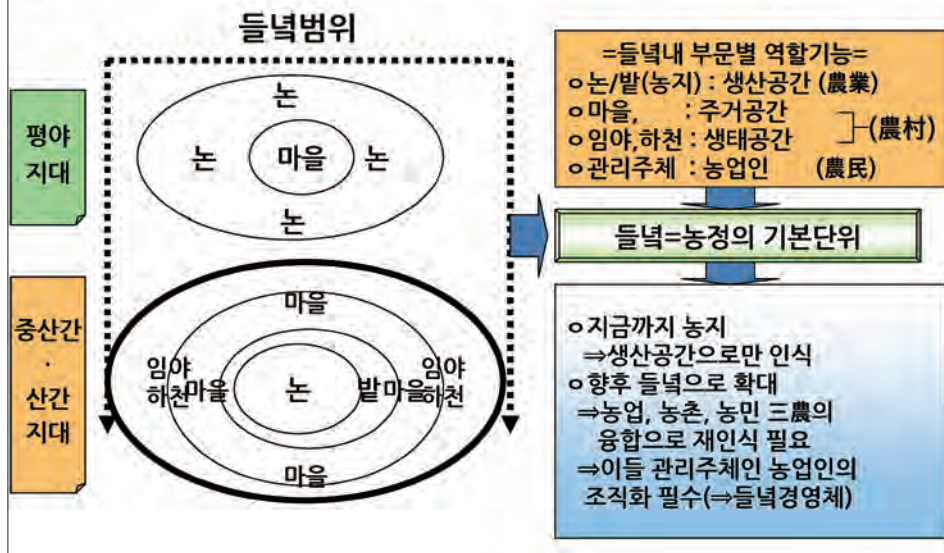 들녘범위
평야
지대
논
논 마을 논
논
중산간
·
산간
지대
마을
임야 임야
하천 마을 논 밭 마을 하천
마을
=들녘내 부문별 역할기능=
ㅇ논/밭(농지) : 생산공간 (農業)
ㅇ마을, : 주거공간
ㅇ임야,하천 : 생태공간
(農村)
ㅇ관리주체 : 농업인 (農民)
들녘=농정의 기본단위
ㅇ지금까지 농지
⇒생산공간으로만 인식
ㅇ향후 들녘으로 확대
⇒농업, 농촌, 농민 三農의
융합으로 재인식 필요
⇒이들 관리주체인 농업인의
조직화 필수(⇒들녘경영체)